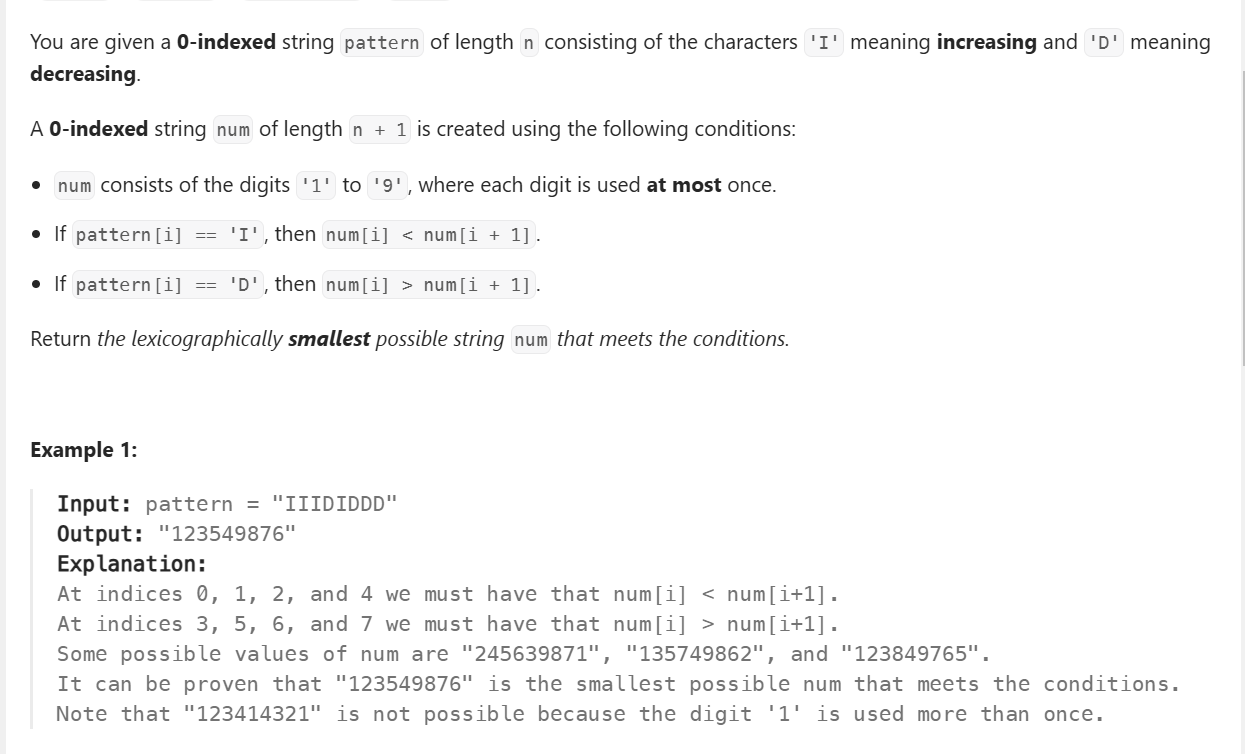 You are given a 0-indexed string pattern of length n consisting of the characters 'I' meaning increasing and 'D' meaning
decreasing.
A 0-indexed string num of length n + 1 is created using the following conditions:
• num consists of the digits '1' to '9', where each digit is used at most once.
• If pattern[i] == 'I', then num[i] < num[i + 1].
• If pattern[i] == 'D', then num[i] > num[i + 1].
Return the lexicographically smallest possible string num that meets the conditions.
Example 1:
Input: pattern = "IIIDIDDD"
Output: "123549876"
Explanation:
At indices 0, 1, 2, and 4 we must have that num[i] < num[i+1].
At indices 3, 5, 6, and 7 we must have that num[i] > num[i+1].
Some possible values of num are "245639871", "135749862", and "123849765".
It can be proven that "123549876" is the smallest possible num that meets the conditions.
Note that "123414321" is not possible because the digit '1' is used more than once.